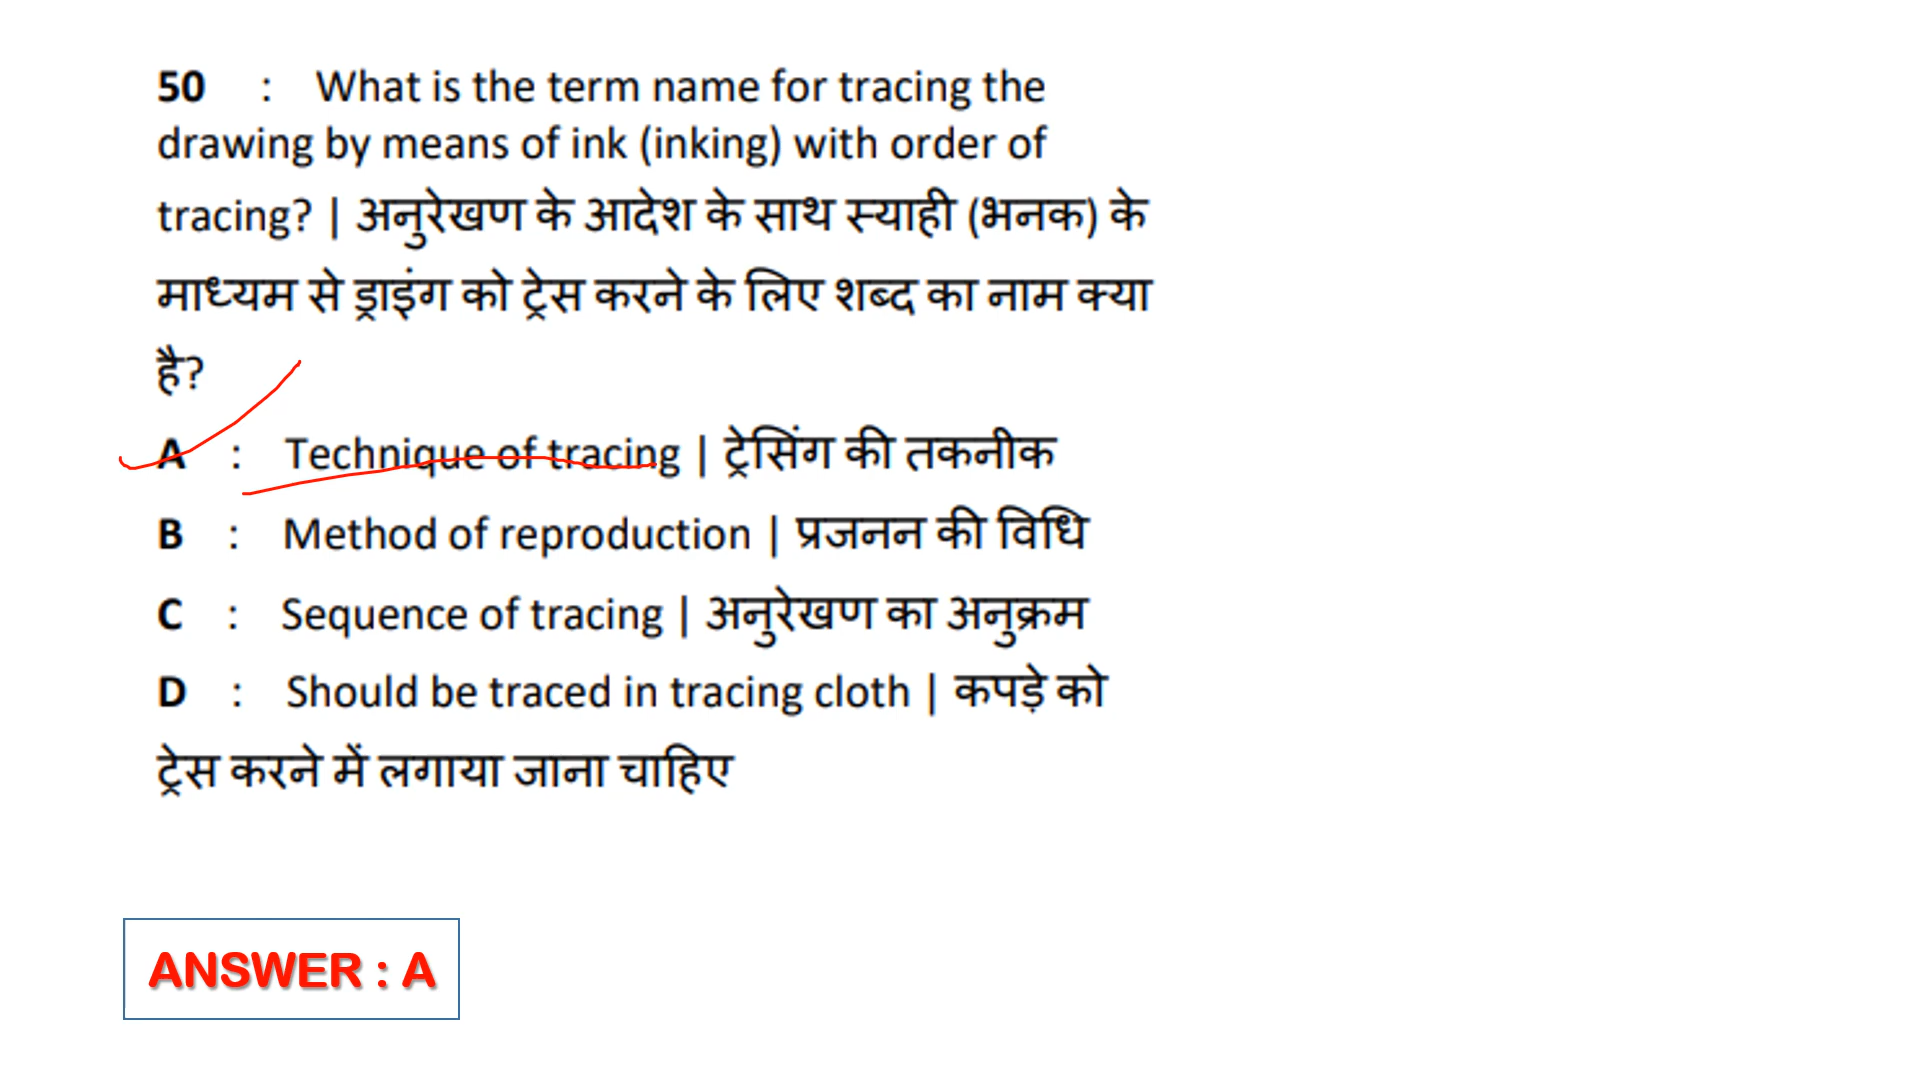 50 : What is the term name for tracing the
drawing by means of ink (inking) with order of
tracing? | अनुरेखण के आदेश के साथ स्याही (भनक) के
माध्यम से ड्राइंग को ट्रेस करने के लिए शब्द का नाम क्या
है?
A : Technique of tracing | ट्रेसिंग की तकनीक
B : Method of reproduction | प्रजनन की विधि
C : Sequence of tracing | अनुरेखण का अनुक्रम
D : Should be traced in tracing cloth | कपड़े को
ट्रेस करने में लगाया जाना चाहिए
ANSWER : A